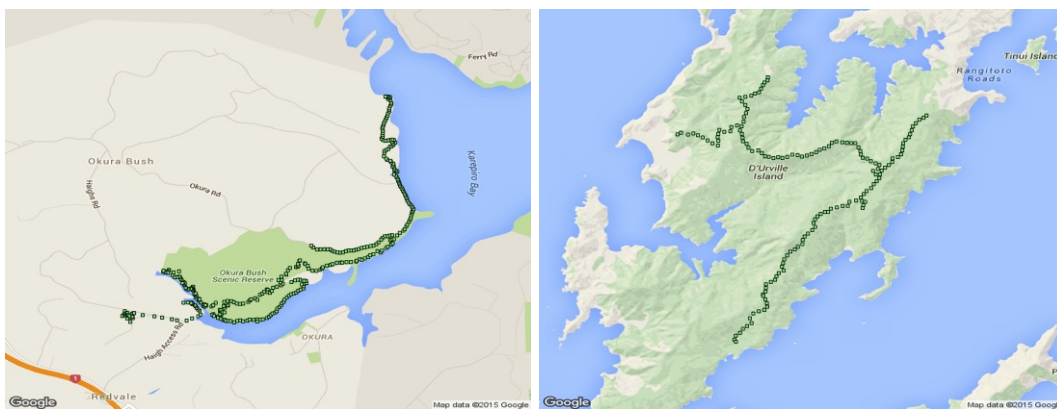 Ferry Rd
Okura Bush
Okura Rd
Haighs Rd
Karepiro Bay
Okura Bush
Scenic Reserve
OKURA
Haigh Access Rd
1
Redvale
Google
Map data ©2015 Google
Tinui Island
Rangitoto
Roads
D'Urville
Island
P
Google
Map data ©2015 Google